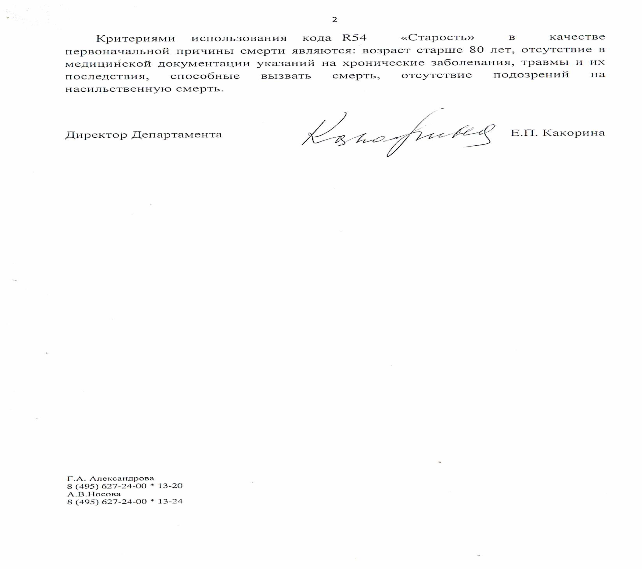 2
Критериями использования кода R54 «Старость» в качестве
первоначальной причины смерти являются: возраст старше 80 лет, отсутствие в
медицинской документации указаний на хронические заболевания, травмы и их
последствия, способные вызвать смерть, отсутствие подозрений на
насильственную смерть.
Директор Департамента
Е.П. Какорина
Г.А. Александрова
8 (495) 627-24-00 * 13-20
А.В.Носова
8 (495) 627-24-00 * 13-24